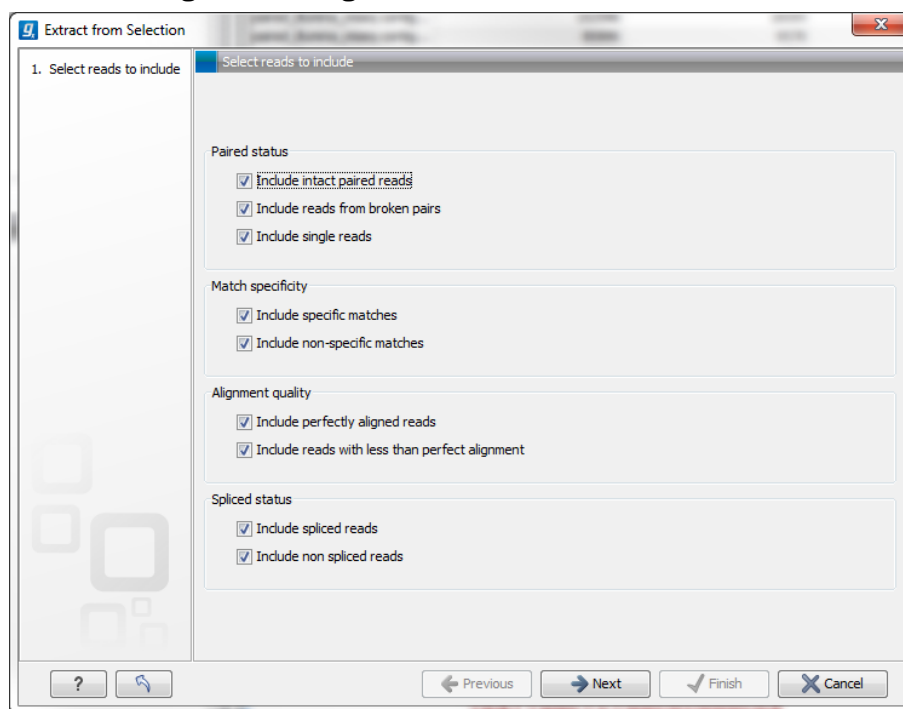 Extract from Selection
1. Select reads to include
Select reads to include
Paired status
Include intact paired reads
Include reads from broken pairs
Include single reads
Match specificity
Include specific matches
Include non-specific matches
Alignment quality
Include perfectly aligned reads
Include reads with less than perfect alignment
Spliced status
Include spliced reads
Include non spliced reads
?
Previous
Next
Finish
Cancel